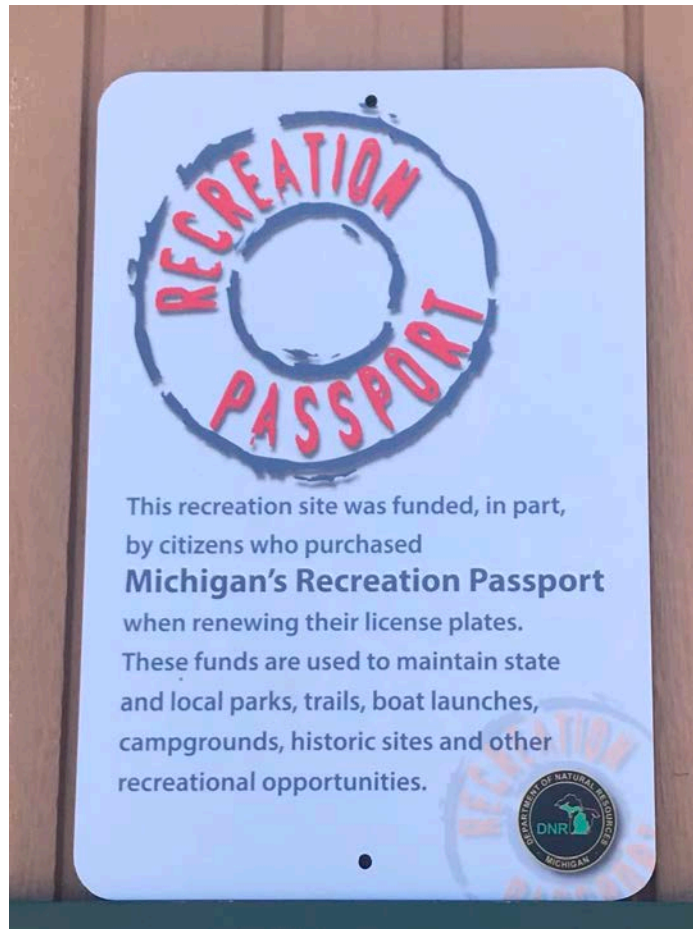 RECREATION
PASSPORT
This recreation site was funded, in part,
by citizens who purchased
Michigan's Recreation Passport
when renewing their license plates.
These funds are used to maintain state
and local parks, trails, boat launches,
campgrounds, historic sites and other
recreational opportunities.
RECREATION
PASSPORT
DEPARTMENT OF NATURAL RESOURCES
DNR
MICHIGAN